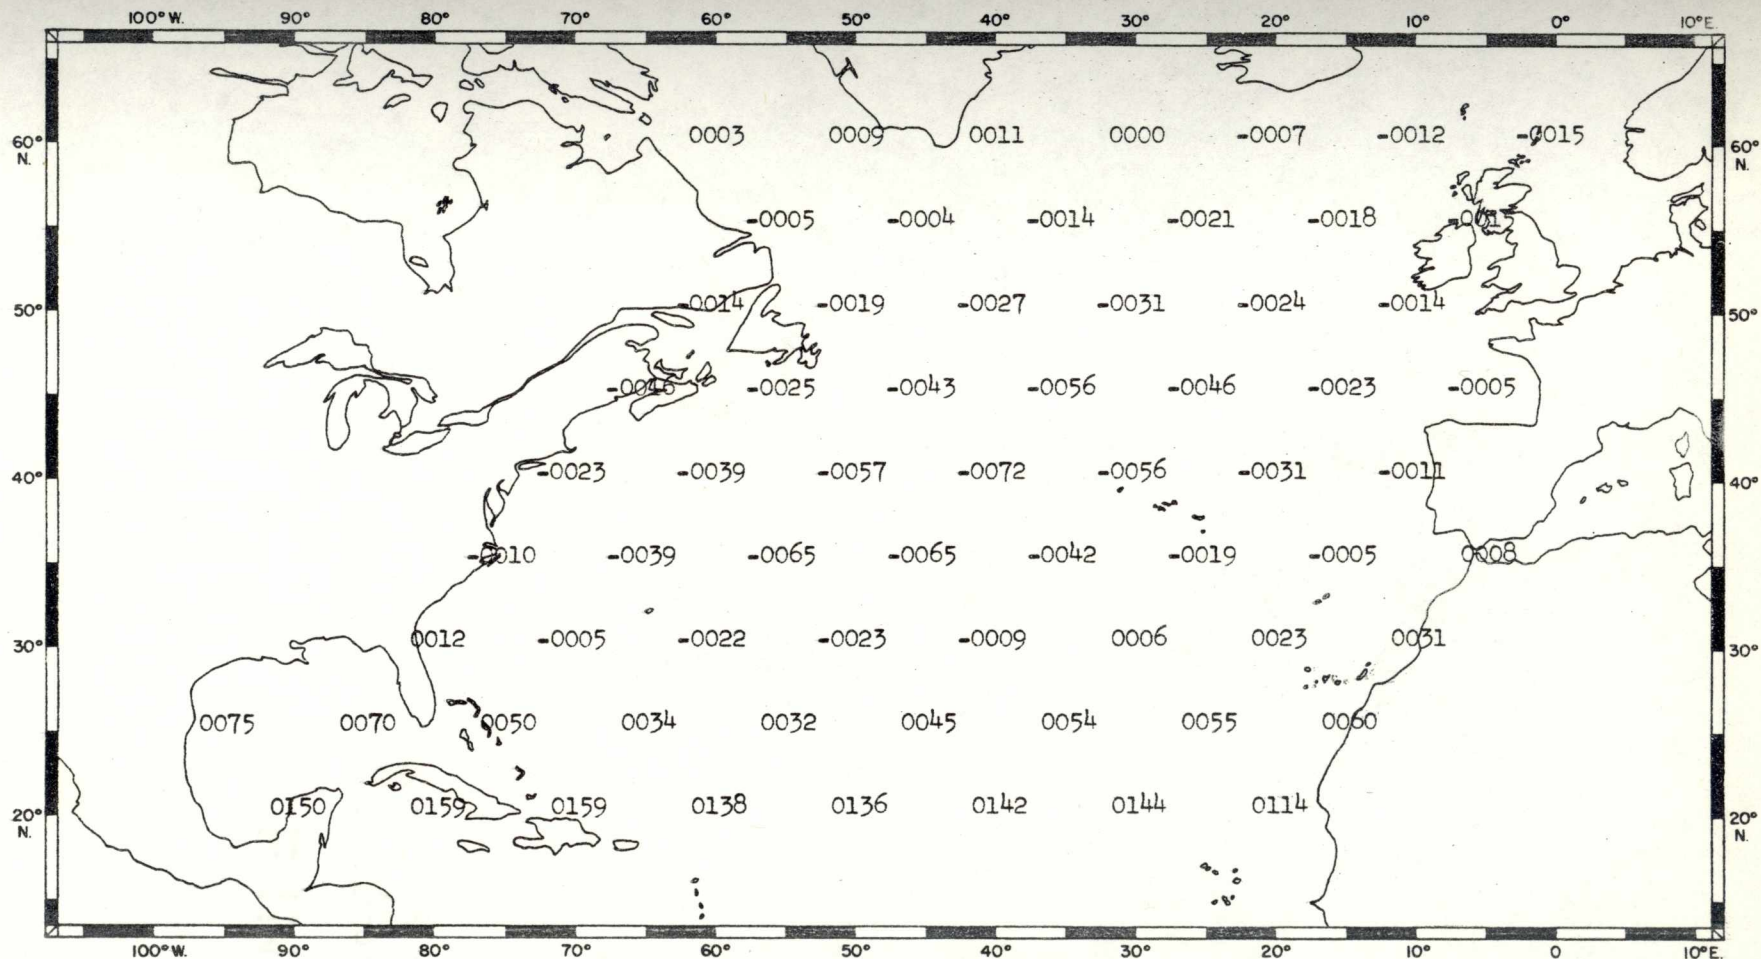 100° W. 90° 80° 70° 60° 50° 40° 30° 20° 10° 0° 10° E.
60° N. 0003 0009 0011 0000 -0007 -0012 -0015 60° N.
-0005 -0004 -0014 -0021 -0018 -0015
50° -0014 -0019 -0027 -0031 -0024 -0014 50°
-0025 -0043 -0056 -0046 -0023 -0005
40° -0023 -0039 -0057 -0072 -0056 -0031 -0011 40°
-0010 -0039 -0065 -0065 -0042 -0019 -0005 0008
30° 0012 -0005 -0022 -0023 -0009 0006 0023 0031 30°
0075 0070 0050 0034 0032 0045 0054 0055 0060
20° N. 0150 0159 0159 0138 0136 0142 0144 0114 20° N.
100° W. 90° 80° 70° 60° 50° 40° 30° 20° 10° 0 10° E.